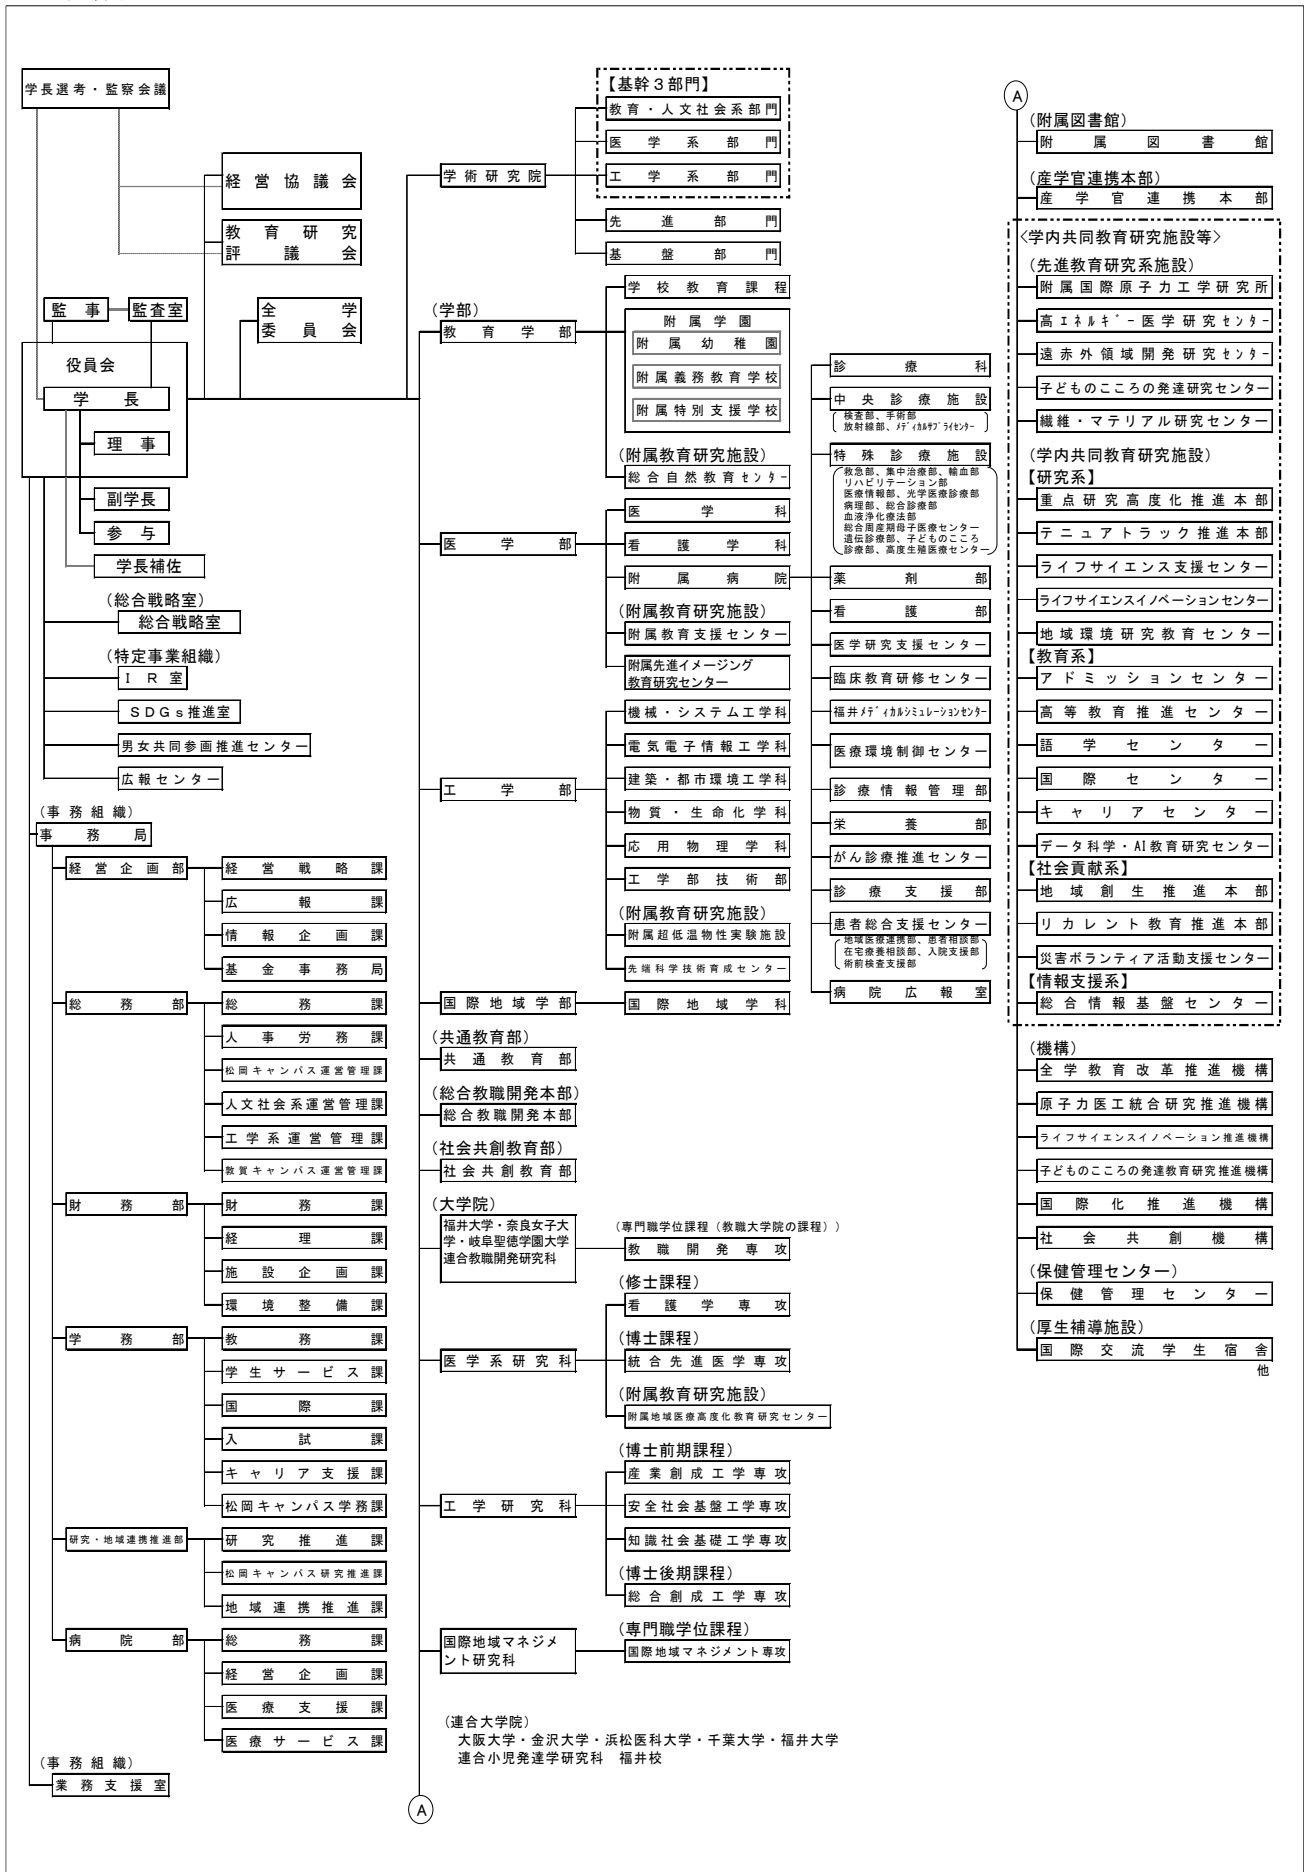 学長選考・監察会議
経営協議会
教育研究
評議会
監事
監査室
全学
委員会
役員会
学長
理事
副学長
参与
学長補佐
(総合戦略室)
総合戦略室
(特定事業組織)
IR室
SDGs推進室
男女共同参画推進センター
広報センター
(事務組織)
事務局
経営企画部
経営戦略課
広報課
情報企画課
基金事務局
総務部
総務課
人事労務課
松岡キャンパス運営管理課
人文社会系運営管理課
工学系運営管理課
敦賀キャンパス運営管理課
財務部
財務課
経理課
施設企画課
環境整備課
学務部
教務課
学生サービス課
国際課
入試課
キャリア支援課
松岡キャンパス学務課
研究・地域連携推進部
研究推進課
松岡キャンパス研究推進課
地域連携推進課
病院部
総務課
経営企画課
医療支援課
医療サービス課
(事務組織)
業務支援室
学術研究院
【基幹3部門】
教育・人文社会系部門
医学系部門
工学系部門
先進部門
基盤部門
(学部)
教育学部
学校教育課程
附属学園
附属幼稚園
附属義務教育学校
附属特別支援学校
(附属教育研究施設)
総合自然教育センター
医学部
医学科
看護学科
附属病院
(附属教育研究施設)
附属教育支援センター
附属先進イメージング
教育研究センター
診療科
中央診療施設
検査部、手術部
放射線部、メディカルサプライセンター
特殊診療施設
救急部、集中治療部、輸血部
リハビリテーション部
医療情報部、光学医療診療部
病理部、総合診療部
血液浄化療法部
総合周産期母子医療センター
遺伝診療部、子どものこころ
診療部、高度生殖医療センター
薬剤部
看護部
医学研究支援センター
臨床教育研修センター
福井メディカルシミュレーションセンター
医療環境制御センター
診療情報管理部
栄養部
がん診療推進センター
診療支援部
患者総合支援センター
地域医療連携部、患者相談部
在宅療養相談部、入院支援部
術前検査支援部
病院広報室
工学部
機械・システム工学科
電気電子情報工学科
建築・都市環境工学科
物質・生命化学科
応用物理学科
工学部技術部
(附属教育研究施設)
附属超低温物性実験施設
先端科学技術育成センター
国際地域学部
国際地域学科
(共通教育部)
共通教育部
(総合教職開発本部)
総合教職開発本部
(社会共創教育部)
社会共創教育部
(大学院)
福井大学・奈良女子大
学・岐阜聖徳学園大学
連合教職開発研究科
(専門職学位課程(教職大学院の課程))
教職開発専攻
医学系研究科
(修士課程)
看護学専攻
(博士課程)
統合先進医学専攻
(附属教育研究施設)
附属地域医療高度化教育研究センター
工学研究科
(博士前期課程)
産業創成工学専攻
安全社会基盤工学専攻
知識社会基礎工学専攻
(博士後期課程)
総合創成工学専攻
国際地域マネジメ
ント研究科
(専門職学位課程)
国際地域マネジメント専攻
(連合大学院)
大阪大学・金沢大学・浜松医科大学・千葉大学・福井大学
連合小児発達学研究科 福井校
A
A
(附属図書館)
附属図書館
(産学官連携本部)
産学官連携本部
<学内共同教育研究施設等>
(先進教育研究系施設)
附属国際原子力工学研究所
高エネルギー医学研究センター
遠赤外領域開発研究センター
子どものこころの発達研究センター
繊維・マテリアル研究センター
(学内共同教育研究施設)
【研究系】
重点研究高度化推進本部
テニュアトラック推進本部
ライフサイエンス支援センター
ライフサイエンスイノベーションセンター
地域環境研究教育センター
【教育系】
アドミッションセンター
高等教育推進センター
語学センター
国際センター
キャリアセンター
データ科学・AI教育研究センター
【社会貢献系】
地域創生推進本部
リカレント教育推進本部
災害ボランティア活動支援センター
【情報支援系】
総合情報基盤センター
(機構)
全学教育改革推進機構
原子力医工統合研究推進機構
ライフサイエンスイノベーション推進機構
子どものこころの発達教育研究推進機構
国際化推進機構
社会共創機構
(保健管理センター)
保健管理センター
(厚生補導施設)
国際交流学生宿舎
他